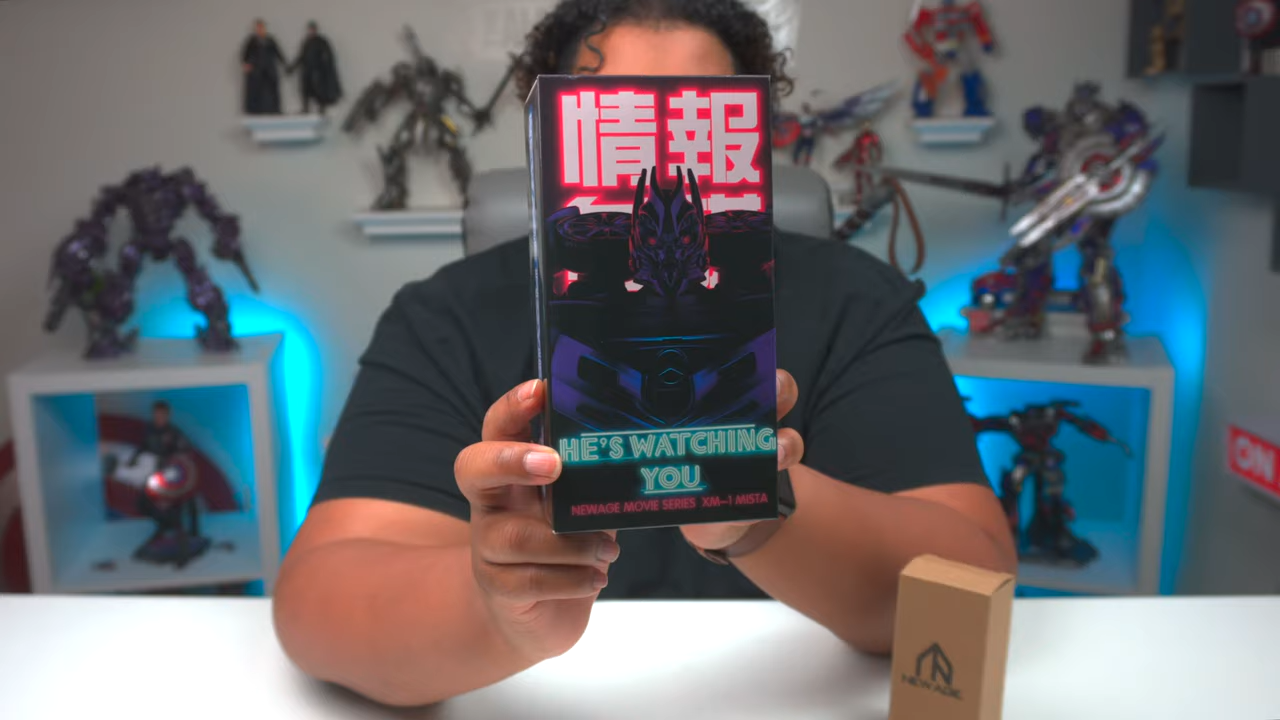 情報
HE'S WATCHING
YOU
NEWAGE MOVIE SERIES XM-1 MISTA
NEWAGE
ON